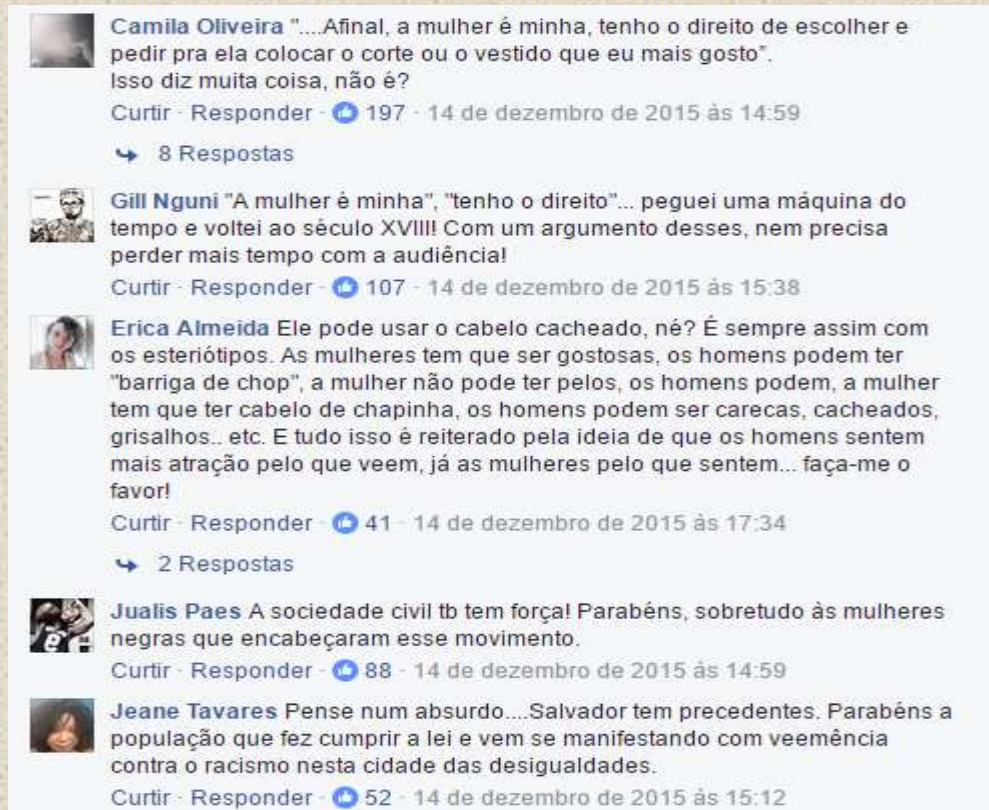 Camila Oliveira "....Afinal, a mulher é minha, tenho o direito de escolher e
pedir pra ela colocar o corte ou o vestido que eu mais gosto”.
Isso diz muita coisa, não é?
Curtir · Responder · 197 · 14 de dezembro de 2015 às 14:59
8 Respostas
Gill Nguni "A mulher é minha", "tenho o direito"... peguei uma máquina do
tempo e voltei ao século XVIII! Com um argumento desses, nem precisa
perder mais tempo com a audiência!
Curtir · Responder · 107 · 14 de dezembro de 2015 às 15:38
Erica Almeida Ele pode usar o cabelo cacheado, né? É sempre assim com
os esteriótipos. As mulheres tem que ser gostosas, os homens podem ter
"barriga de chop", a mulher não pode ter pelos, os homens podem, a mulher
tem que ter cabelo de chapinha, os homens podem ser carecas, cacheados,
grisalhos.. etc. E tudo isso é reiterado pela ideia de que os homens sentem
mais atração pelo que veem, já as mulheres pelo que sentem... faça-me o
favor!
Curtir · Responder · 41 · 14 de dezembro de 2015 às 17:34
2 Respostas
Jualis Paes A sociedade civil tb tem força! Parabéns, sobretudo às mulheres
negras que encabeçaram esse movimento.
Curtir · Responder · 88 · 14 de dezembro de 2015 às 14:59
Jeane Tavares Pense num absurdo....Salvador tem precedentes. Parabéns a
população que fez cumprir a lei e vem se manifestando com veemência
contra o racismo nesta cidade das desigualdades.
Curtir · Responder · 52 · 14 de dezembro de 2015 às 15:12